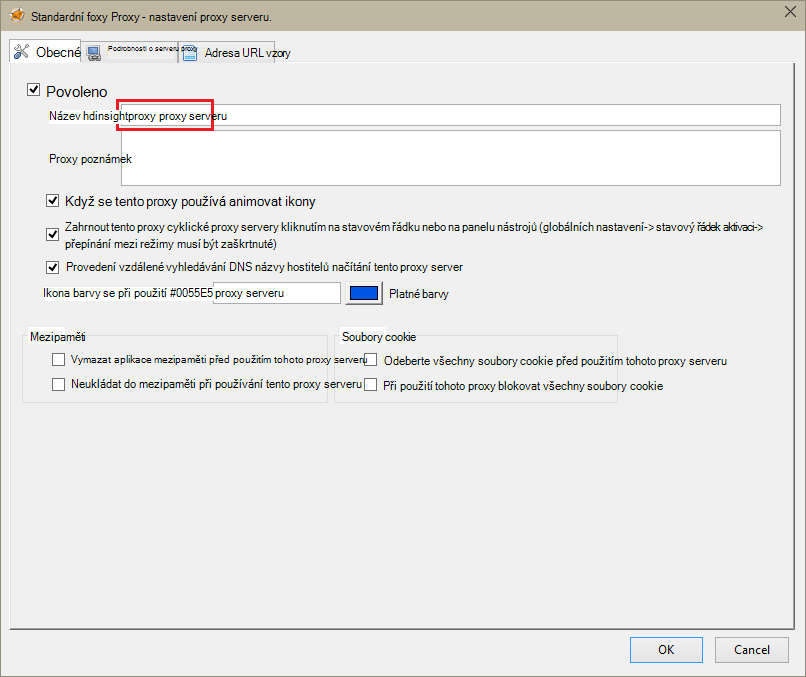 Standardní foxy Proxy - nastavení proxy serveru.
Obecné
Podrobnosti o serveru proxy
Adresa URL vzory
Povoleno
Název hdinsightproxy proxy serveru
Proxy poznámek
Když se tento proxy používá animovat ikony
Zahrnout tento proxy cyklické proxy servery kliknutím na stavovém řádku nebo na panelu nástrojů (globálních nastavení-> stavový řádek aktivaci->
přepínání mezi režimy musí být zaškrtnuté)
Provedení vzdálené vyhledávání DNS názvy hostitelů načítání tento proxy server
Ikona barvy se při použití #0055E5 proxy serveru
Platné barvy
Mezipaměti
Vymazat aplikace mezipaměti před použitím tohoto proxy serveru
Neukládat do mezipaměti při používání tento proxy serveru
Soubory cookie
Odeberte všechny soubory cookie před použitím tohoto proxy serveru
Při použití tohoto proxy blokovat všechny soubory cookie
OK
Cancel